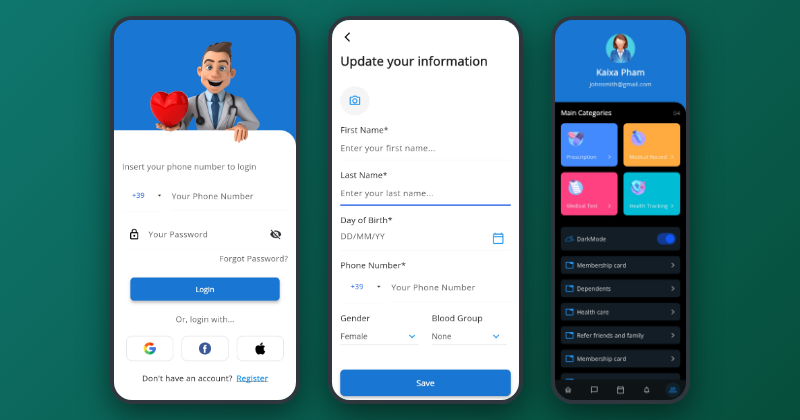 Insert your phone number to login
+39
Your Phone Number
Your Password
Forgot Password?
Login
Or, login with...
Don't have an account? Register
Update your information
First Name*
Enter your first name...
Last Name*
Enter your last name...
Day of Birth*
DD/MM/YY
Phone Number*
+39
Your Phone Number
Gender
Blood Group
Female
None
Save
Kaixa Pham
johnsmith@gmail.com
Main Categories
Prescription
Medical Record
Medical Test
Health Tracking
DarkMode
Membership card
Dependents
Health care
Refer friends and family
Membership card